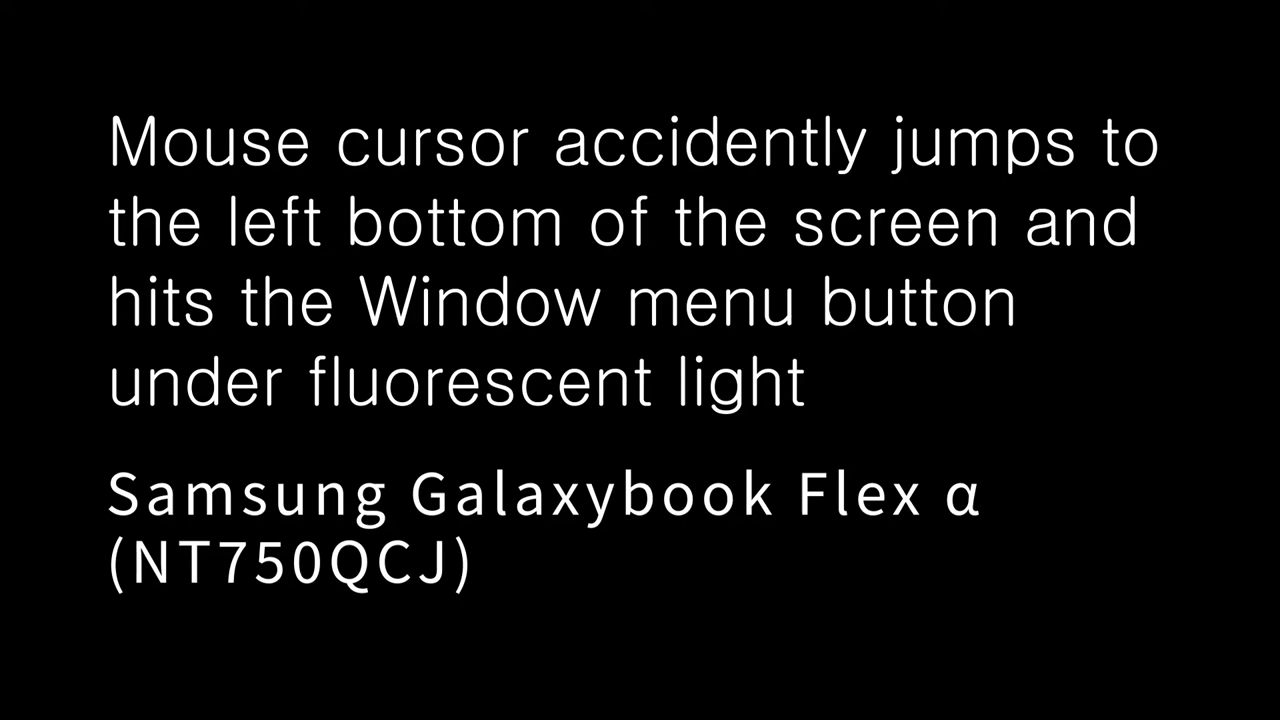 Mouse cursor accidently jumps to
the left bottom of the screen and
hits the Window menu button
under fluorescent light
Samsung Galaxybook Flex α
(NT750QCJ)